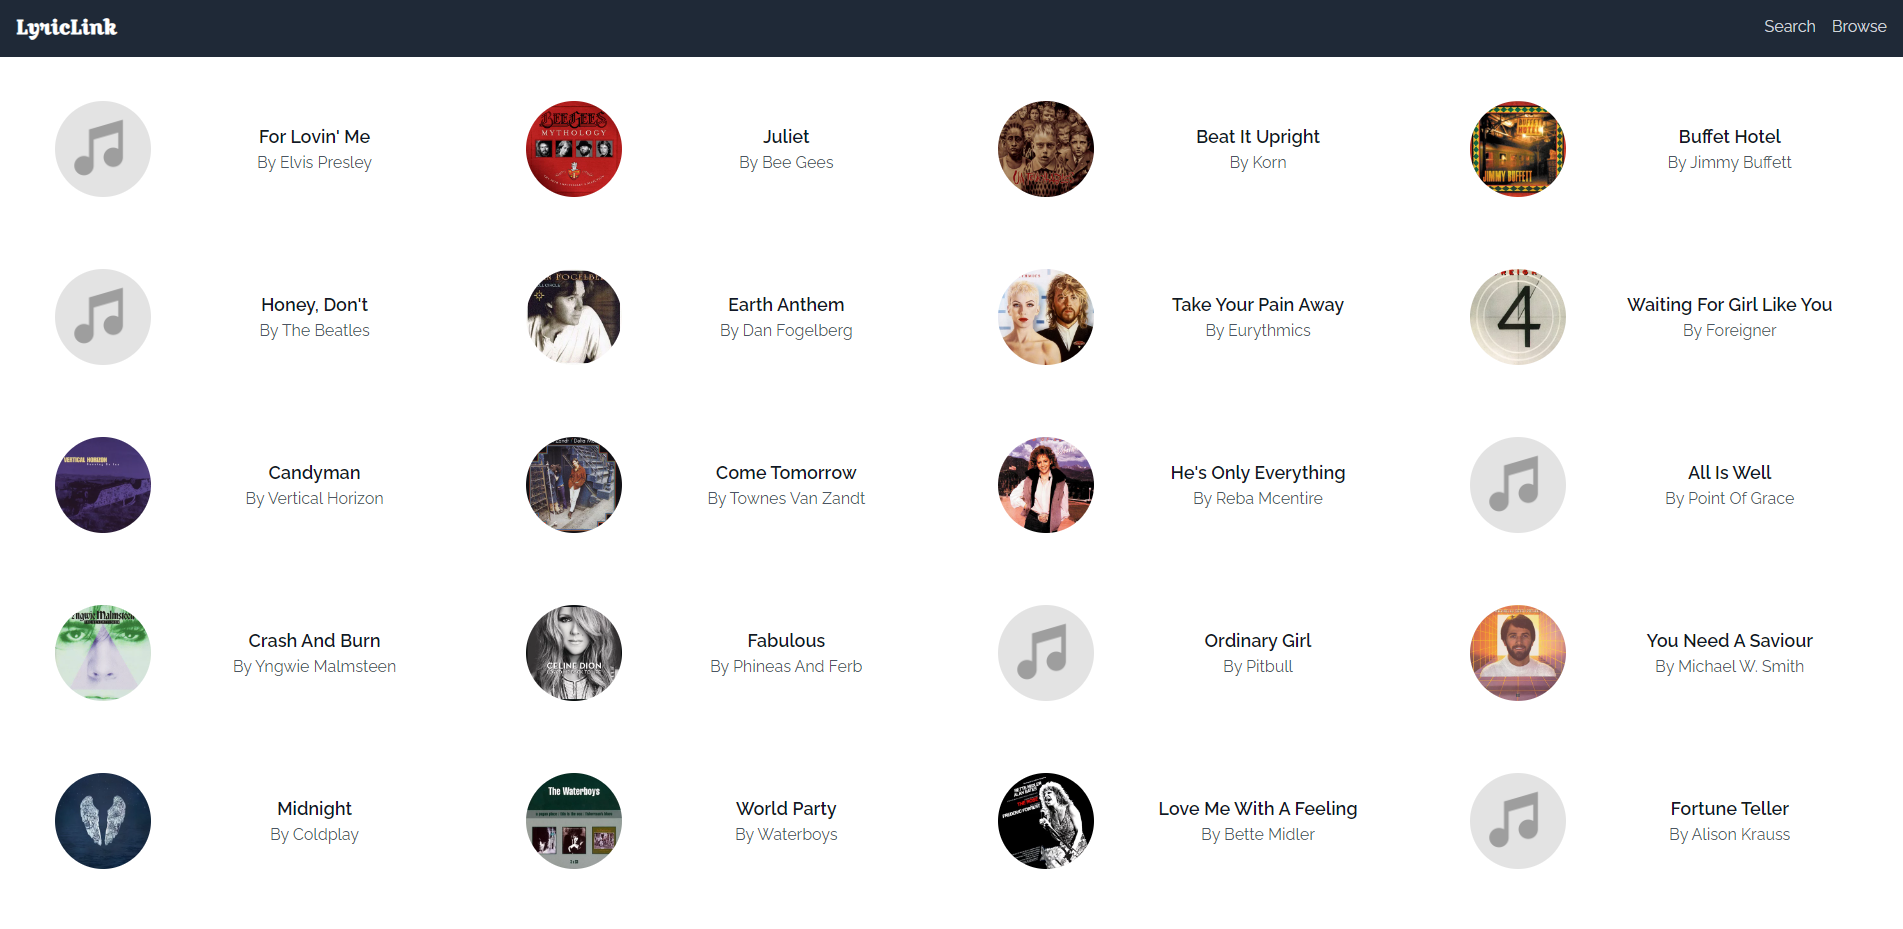 LyricLink
Search Browse
For Lovin' Me
By Elvis Presley
BEE GEES
MYTHOLOGY
Juliet
By Bee Gees
Beat It Upright
By Korn
BUFFET HOTEL
JIMMY BUFFETT
Buffet Hotel
By Jimmy Buffett
Honey, Don't
By The Beatles
Earth Anthem
By Dan Fogelberg
Take Your Pain Away
By Eurythmics
4
Waiting For Girl Like You
By Foreigner
VERTICAL HORIZON
Candyman
By Vertical Horizon
Come Tomorrow
By Townes Van Zandt
He's Only Everything
By Reba Mcentire
All Is Well
By Point Of Grace
Crash And Burn
By Yngwie Malmsteen
CELINE DION
Fabulous
By Phineas And Ferb
Ordinary Girl
By Pitbull
You Need A Saviour
By Michael W. Smith
Midnight
By Coldplay
The Waterboys
World Party
By Waterboys
Love Me With A Feeling
By Bette Midler
Fortune Teller
By Alison Krauss